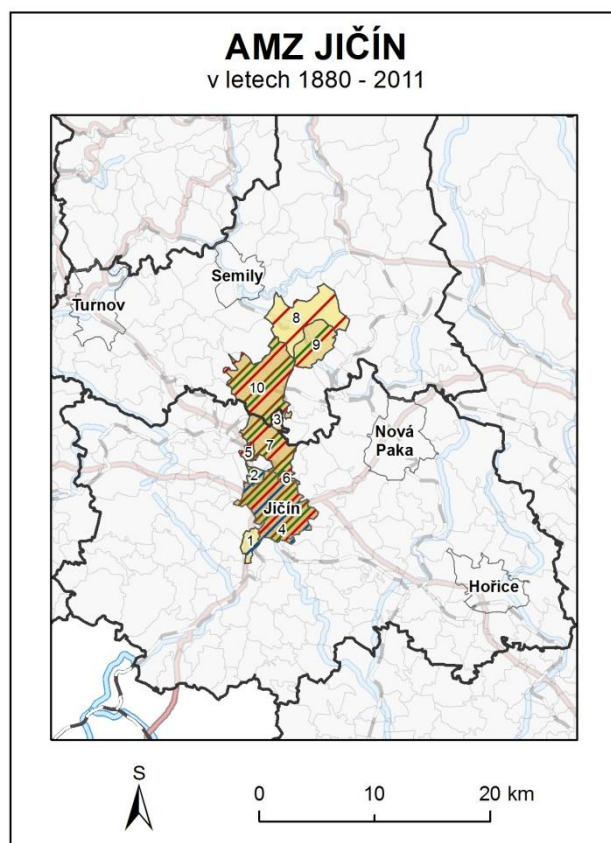 AMZ JIČÍN
v letech 1880 - 2011
Semily
Turnov
8
9
10
3
Nová
Paka
5
7
2
6
Jičín
4
1
Hořice
S
0 10 20 km